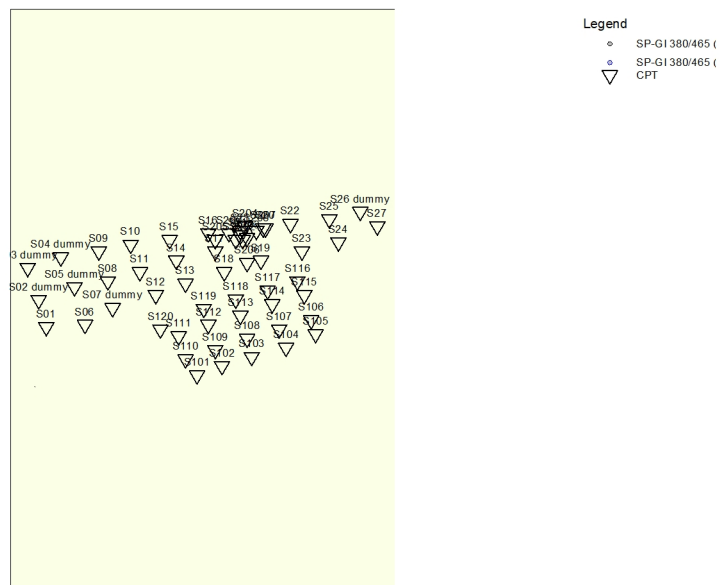 Legend
SP-GI 380/465 (
SP-GI 380/465 (
CPT
S26 dummy
S25
S22
S27
S16
S15
S10
S24
S04 dummy
S09
S14
S19
S23
3 dummy
S11
S18
S05 dummy
S08
S13
S116
S02 dummy
S12
S117
S115
S07 dummy
S118
S114
S01
S06
S119
S113
S106
S120
S111
S112
S107
S105
S108
S104
S110
S109
S103
S101
S102